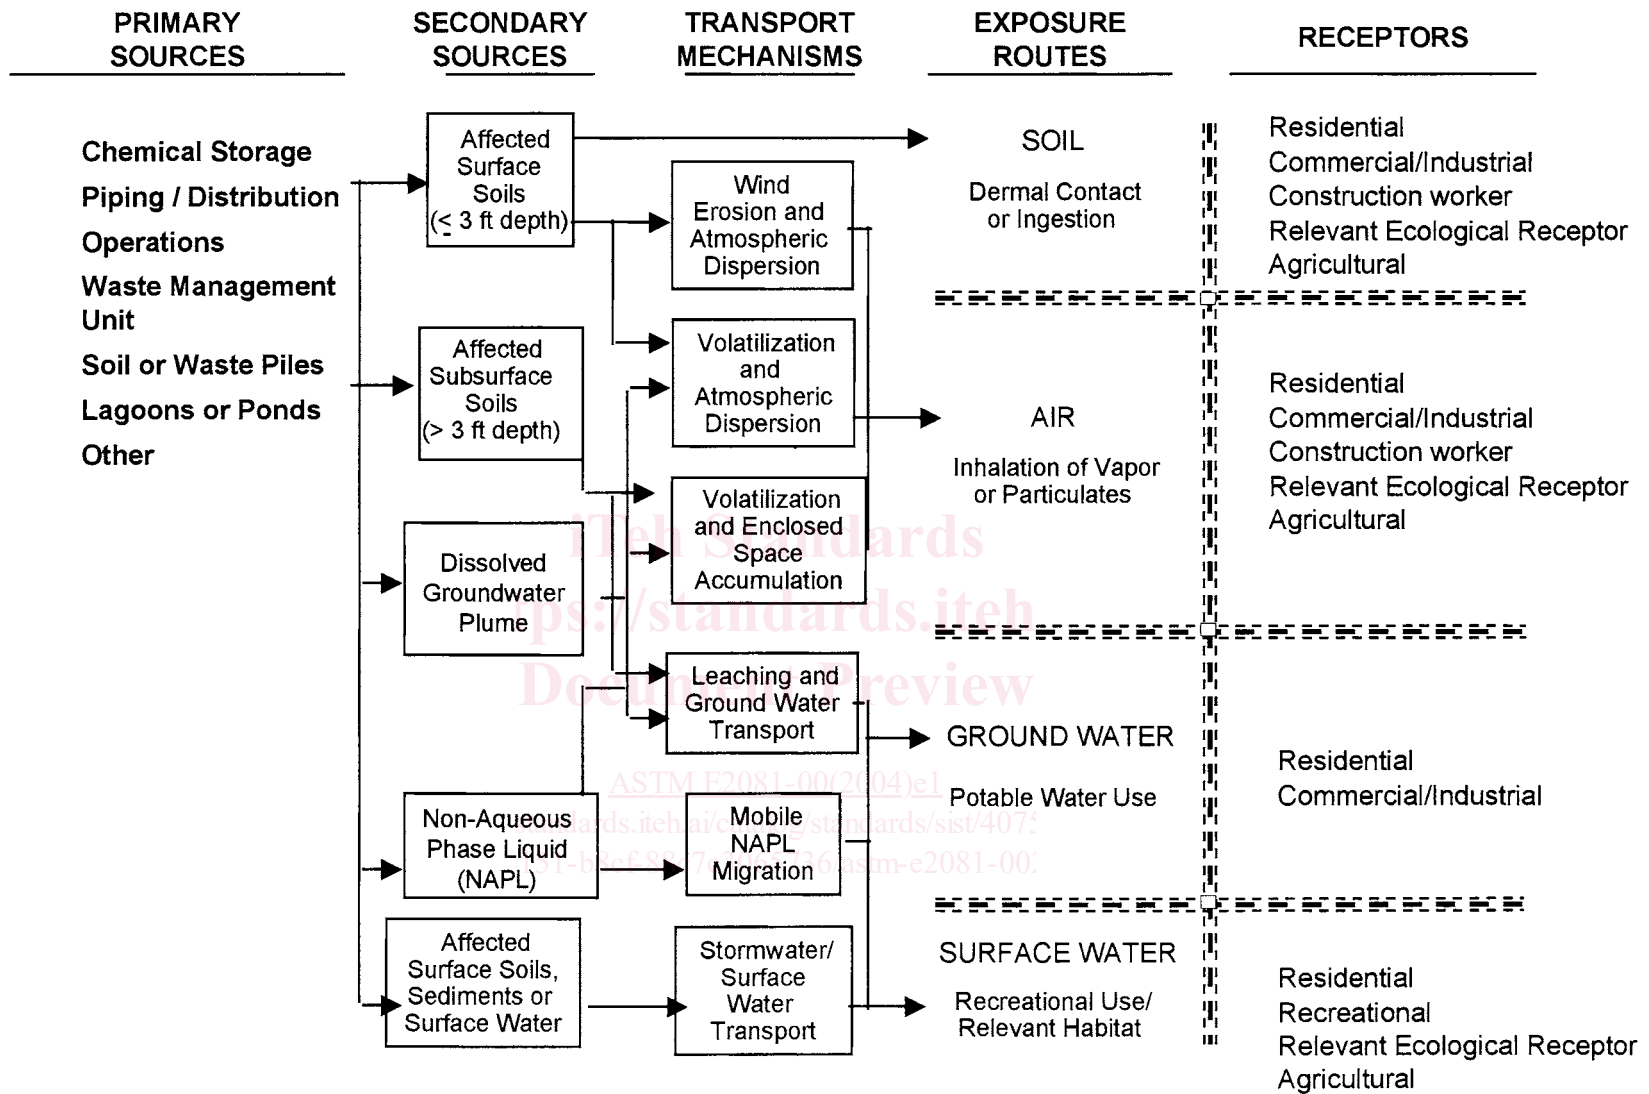 PRIMARY
SOURCES
SECONDARY
SOURCES
TRANSPORT
MECHANISMS
EXPOSURE
ROUTES
RECEPTORS
Chemical Storage
Piping / Distribution
Operations
Waste Management
Unit
Soil or Waste Piles
Lagoons or Ponds
Other
Affected
Surface
Soils
(≤ 3 ft depth)
Affected
Subsurface
Soils
(> 3 ft depth)
Dissolved
Groundwater
Plume
Non-Aqueous
Phase Liquid
(NAPL)
Affected
Surface Soils,
Sediments or
Surface Water
Wind
Erosion and
Atmospheric
Dispersion
Volatilization
and
Atmospheric
Dispersion
Volatilization
and Enclosed
Space
Accumulation
Leaching and
Ground Water
Transport
Mobile
NAPL
Migration
Stormwater/
Surface
Water
Transport
SOIL
Dermal Contact
or Ingestion
AIR
Inhalation of Vapor
or Particulates
GROUND WATER
Potable Water Use
SURFACE WATER
Recreational Use/
Relevant Habitat
Residential
Commercial/Industrial
Construction worker
Relevant Ecological Receptor
Agricultural
Residential
Commercial/Industrial
Construction worker
Relevant Ecological Receptor
Agricultural
Residential
Commercial/Industrial
Residential
Recreational
Relevant Ecological Receptor
Agricultural
iTeh Standards
ps://standards.iteh
Document Preview
ASTM E2081-00(2004)e1
standards.iteh.ai/catalog/standards/sist/4075